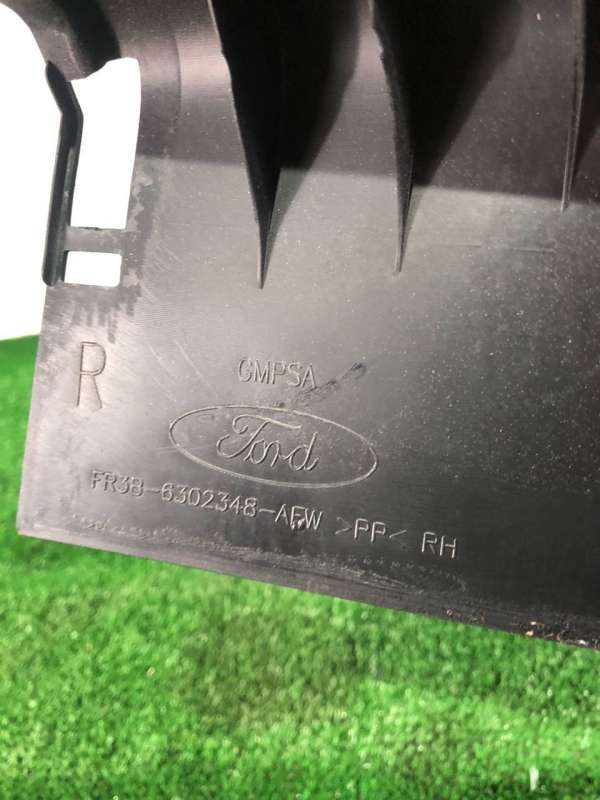 R
GMPSA
Ford
FR3B-6302348-AFW >PP< RH